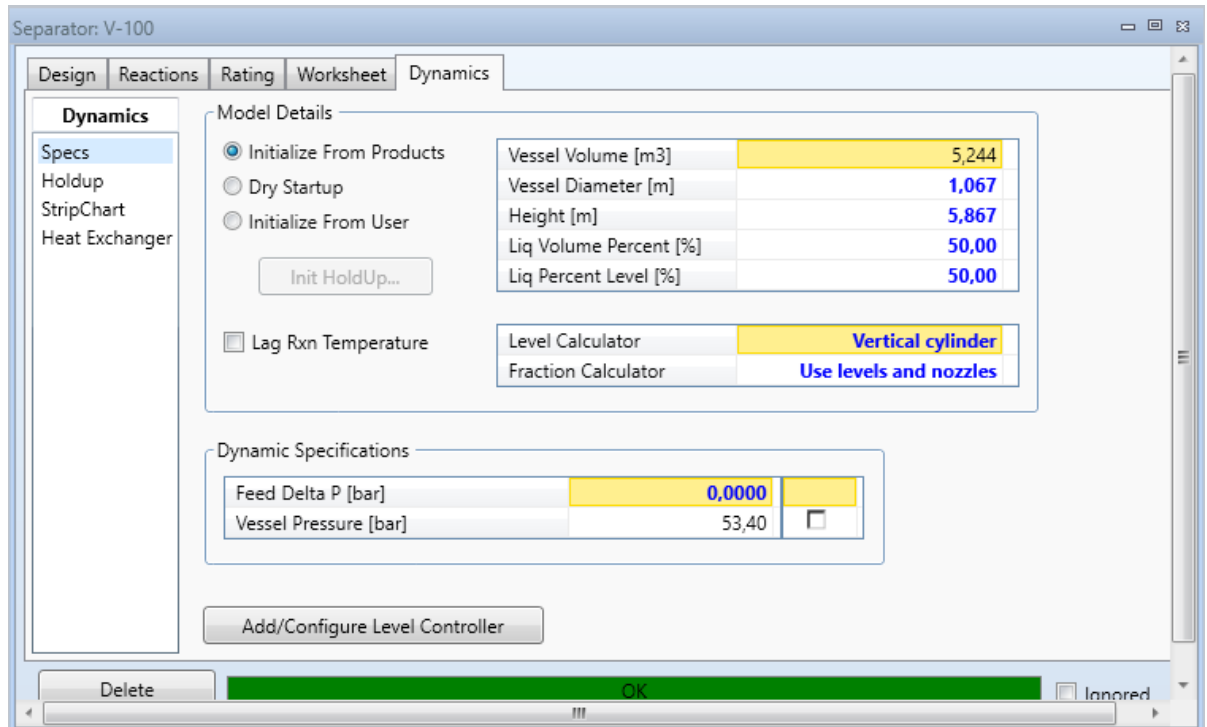 Separator: V-100
Design Reactions Rating Worksheet Dynamics
Dynamics
Specs
Holdup
StripChart
Heat Exchanger
Model Details
Initialize From Products
Dry Startup
Initialize From User
Init HoldUp...
Lag Rxn Temperature
Vessel Volume [m3] 5,244
Vessel Diameter [m] 1,067
Height [m] 5,867
Liq Volume Percent [%] 50,00
Liq Percent Level [%] 50,00
Level Calculator Vertical cylinder
Fraction Calculator Use levels and nozzles
Dynamic Specifications
Feed Delta P [bar] 0,0000
Vessel Pressure [bar] 53,40
Add/Configure Level Controller
Delete OK Ignored